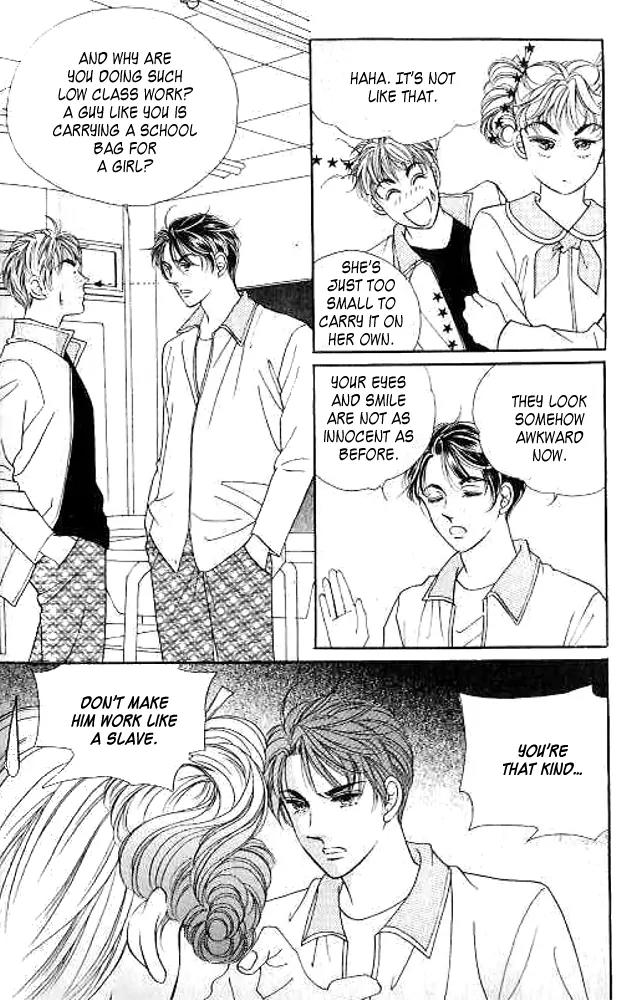 AND WHY ARE
YOU DOING SUCH
LOW CLASS WORK?
A GUY LIKE YOU IS
CARRYING A SCHOOL
BAG FOR
A GIRL?
HAHA. IT'S NOT
LIKE THAT.
SHE'S
JUST TOO
SMALL TO
CARRY IT ON
HER OWN.
YOUR EYES
AND SMILE
ARE NOT AS
INNOCENT AS
BEFORE.
THEY LOOK
SOMEHOW
AWKWARD
NOW.
DON'T MAKE
HIM WORK LIKE
A SLAVE.
YOU'RE
THAT KIND...